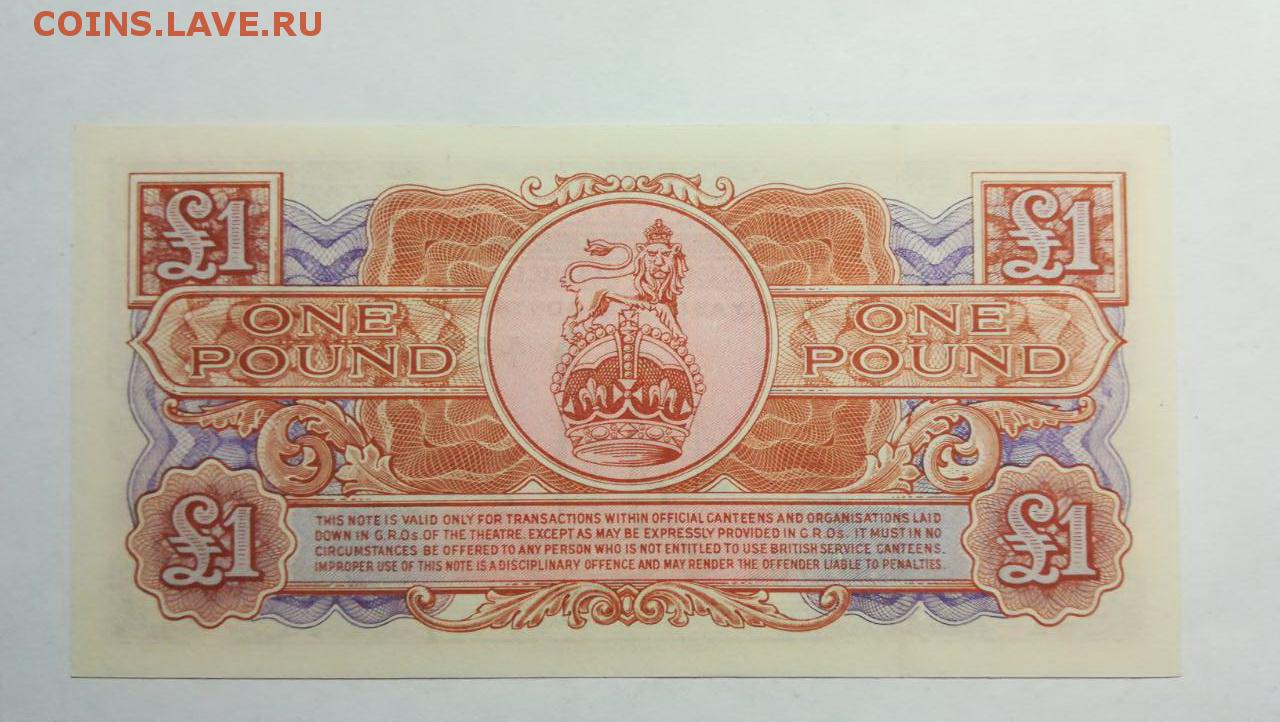 COINS.LAVE.RU
£1 £1
ONE ONE
POUND POUND
THIS NOTE IS VALID ONLY FOR TRANSACTIONS WITHIN OFFICIAL CANTEENS AND ORGANISATIONS LAID
DOWN IN G.R.Os. OF THE THEATRE. EXCEPT AS MAY BE EXPRESSLY PROVIDED IN G.R.Os. IT MUST IN NO
CIRCUMSTANCES BE OFFERED TO ANY PERSON WHO IS NOT ENTITLED TO USE BRITISH SERVICE CANTEENS.
IMPROPER USE OF THIS NOTE IS A DISCIPLINARY OFFENCE AND MAY RENDER THE OFFENDER LIABLE TO PENALTIES.
£1 £1